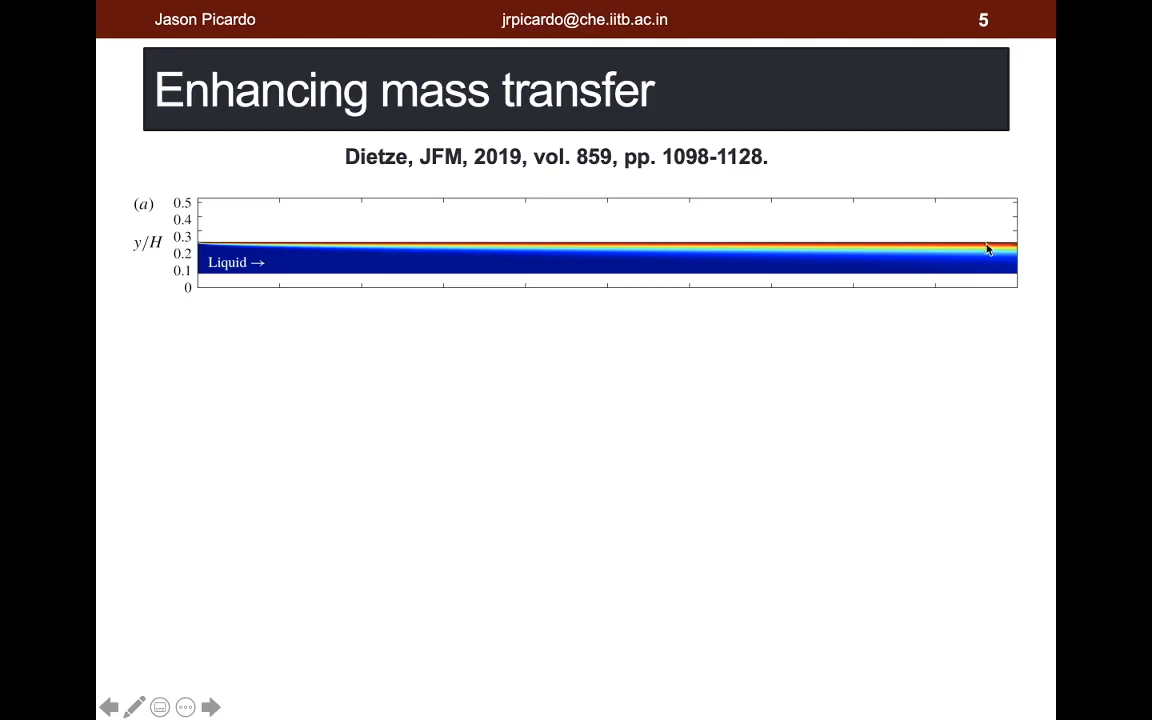 Jason Picardo jrpicardo@che.iitb.ac.in 5
Enhancing mass transfer
Dietze, JFM, 2019, vol. 859, pp. 1098-1128.
(a) 0.5
0.4
0.3
y/H
0.2
Liquid →
0.1
0